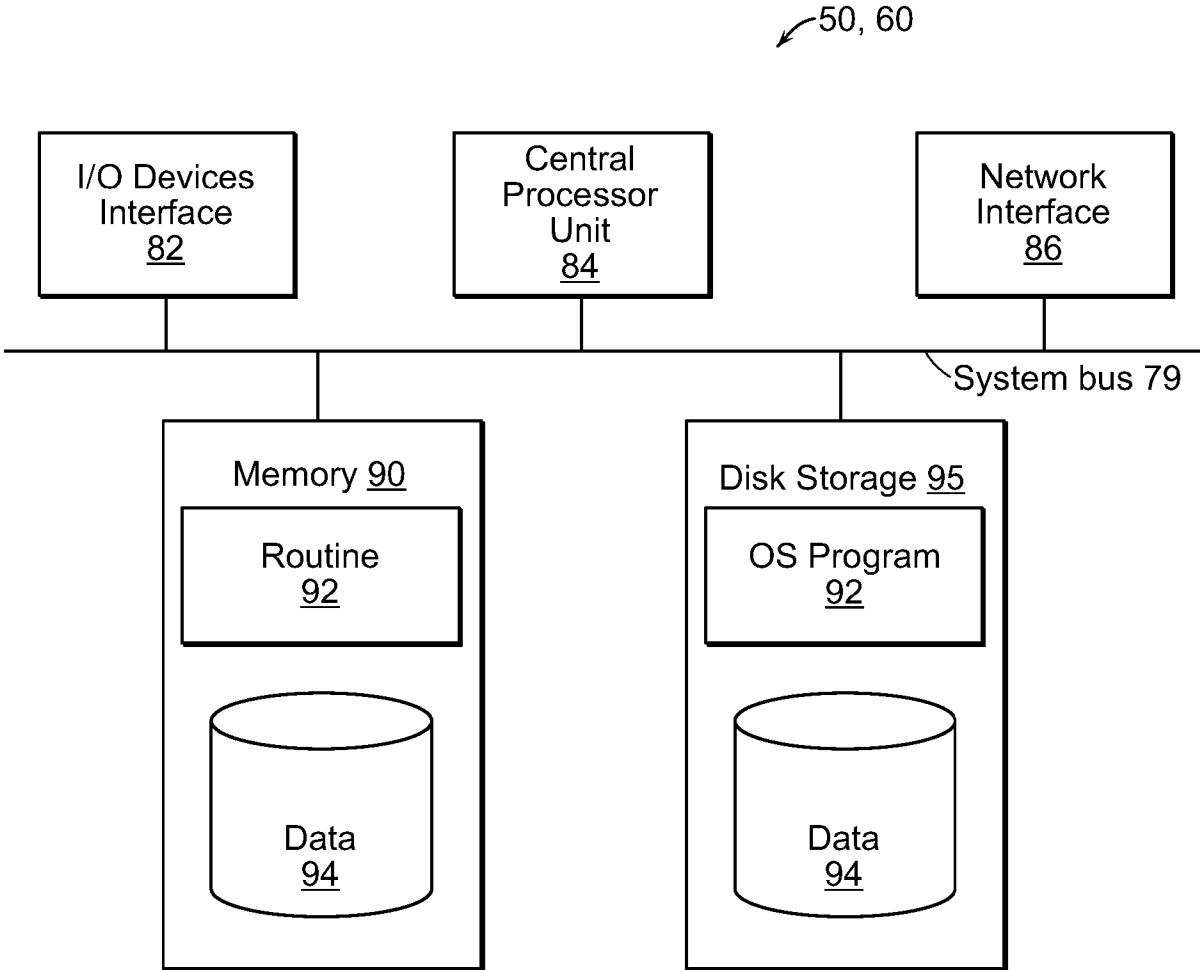 50, 60
I/O Devices
Interface
82
Central
Processor
Unit
84
Network
Interface
86
System bus 79
Memory 90
Routine
92
Data
94
Disk Storage 95
OS Program
92
Data
94